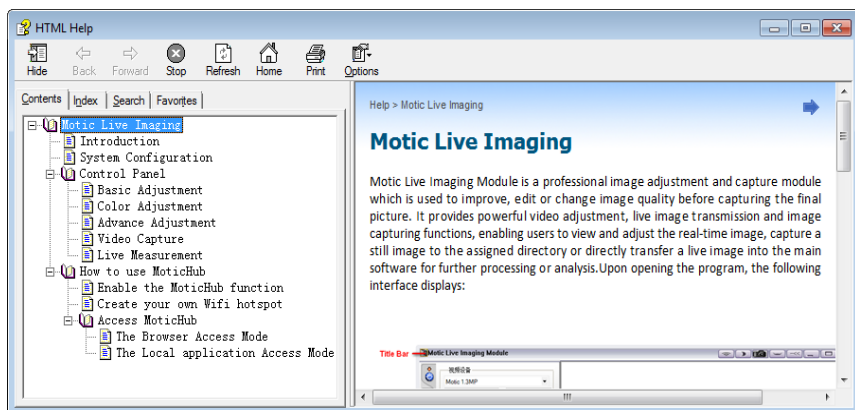 HTML Help
Hide Back Forward Stop Refresh Home Print Options
Contents Index Search Favorites
Motic Live Imaging
Introduction
System Configuration
Control Panel
Basic Adjustment
Color Adjustment
Advance Adjustment
Video Capture
Live Measurement
How to use MoticHub
Enable the MoticHub function
Create your own Wifi hotspot
Access MoticHub
The Browser Access Mode
The Local application Access Mode
Help > Motic Live Imaging
Motic Live Imaging
Motic Live Imaging Module is a professional image adjustment and capture module
which is used to improve, edit or change image quality before capturing the final
picture. It provides powerful video adjustment, live image transmission and image
capturing functions, enabling users to view and adjust the real-time image, capture a
still image to the assigned directory or directly transfer a live image into the main
software for further processing or analysis.Upon opening the program, the following
interface displays:
Title Bar Motic Live Imaging Module
视频设备
Motic 1.3MP